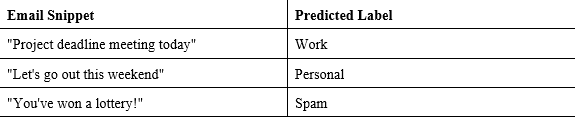 Email Snippet Predicted Label
"Project deadline meeting today" Work
"Let's go out this weekend" Personal
"You've won a lottery!" Spam